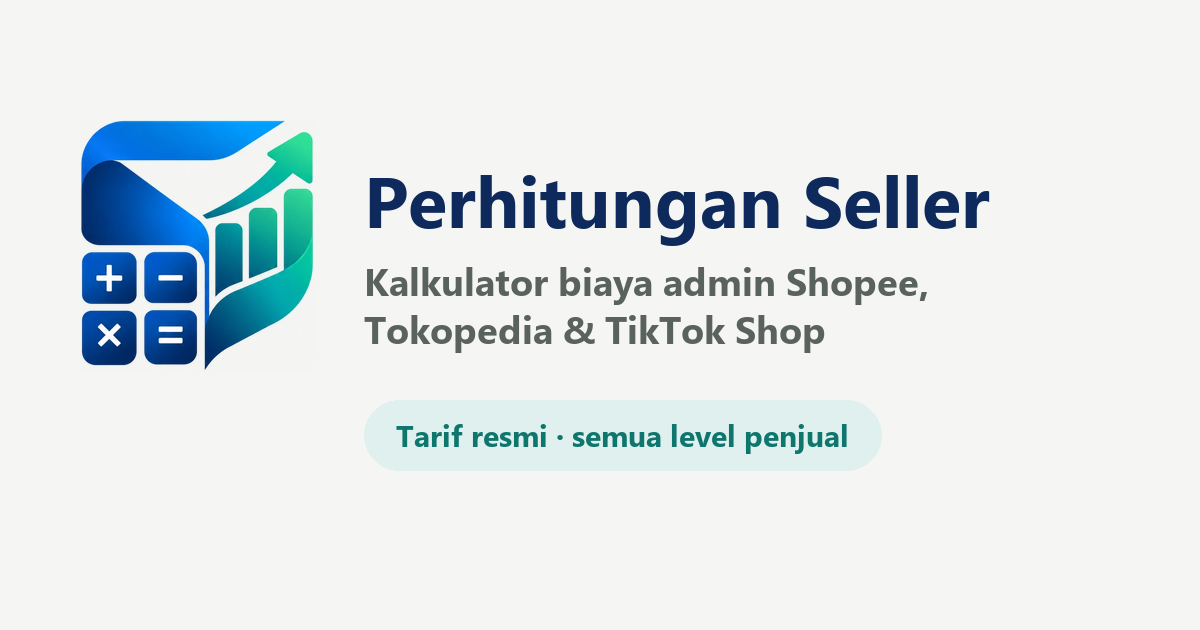 Perhitungan Seller
Kalkulator biaya admin Shopee,
Tokopedia & TikTok Shop
Tarif resmi · semua level penjual